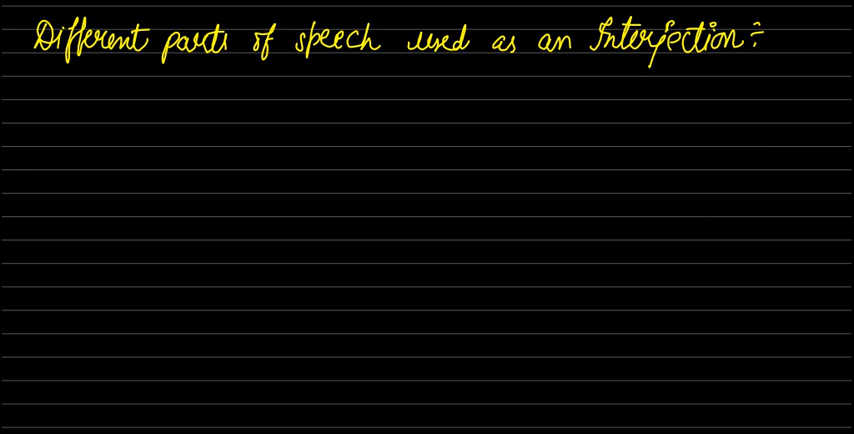 Different parts of speech used as an Interjection :-